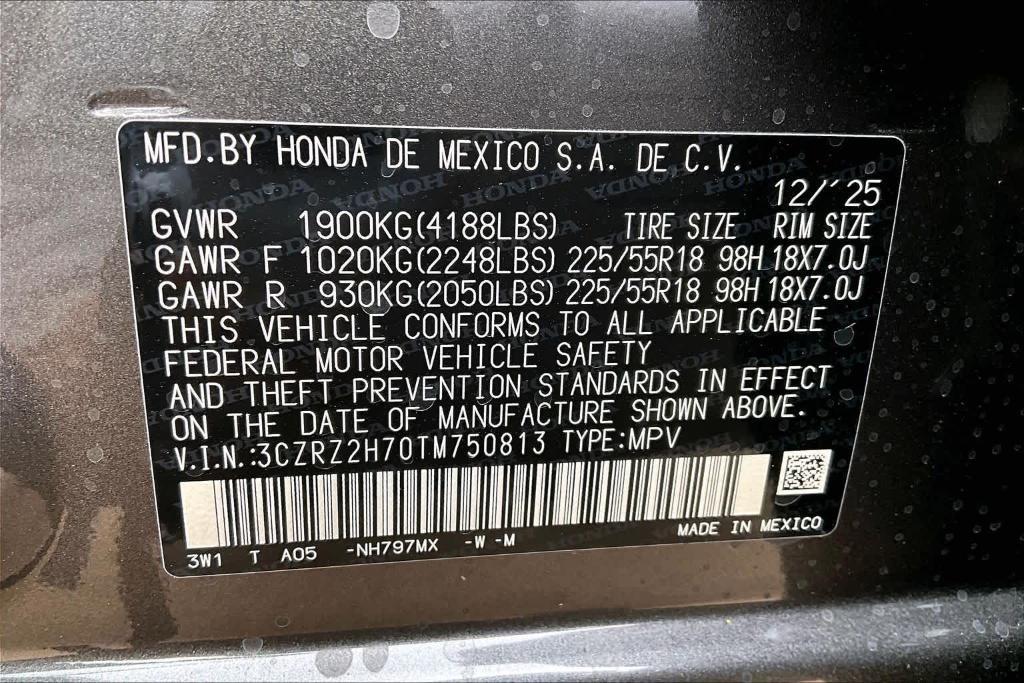 MFD.BY HONDA DE MEXICO S.A. DE C.V.
12/'25
GVWR 1900KG(4188LBS) TIRE SIZE RIM SIZE
GAWR F 1020KG(2248LBS) 225/55R18 98H 18X7.0J
GAWR R 930KG(2050LBS) 225/55R18 98H 18X7.0J
THIS VEHICLE CONFORMS TO ALL APPLICABLE
FEDERAL MOTOR VEHICLE SAFETY
AND THEFT PREVENTION STANDARDS IN EFFECT
ON THE DATE OF MANUFACTURE SHOWN ABOVE.
V.I.N.:3CZRZ2H70TM750813 TYPE:MPV
MADE IN MEXICO
3W1 T A05 -NH797MX -W -M